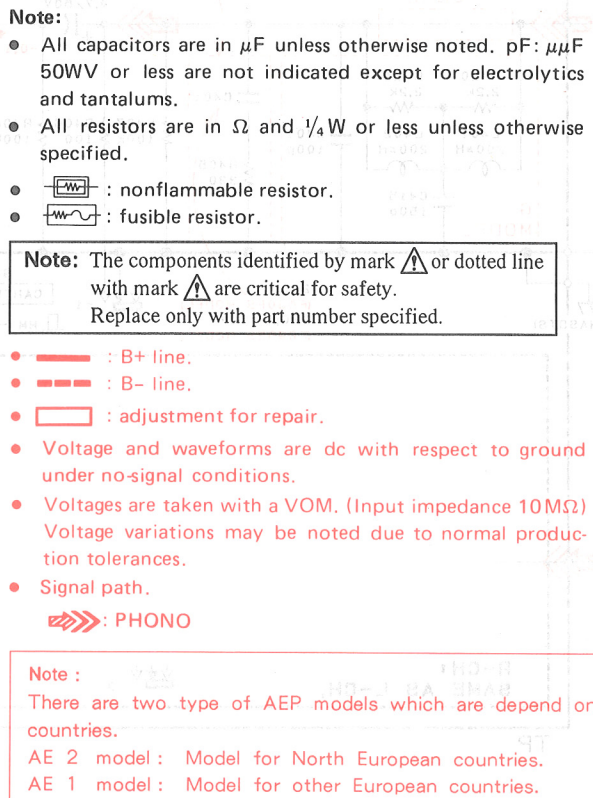 Note:
● All capacitors are in μF unless otherwise noted. pF: μμF
50WV or less are not indicated except for electrolytics
and tantalums.
● All resistors are in Ω and 1/4 W or less unless otherwise
specified.
● : nonflammable resistor.
● : fusible resistor.
Note: The components identified by mark ⚠ or dotted line
with mark ⚠ are critical for safety.
Replace only with part number specified.
● : B+ line.
● : B– line.
● : adjustment for repair.
● Voltage and waveforms are dc with respect to ground
under no-signal conditions.
● Voltages are taken with a VOM. (Input impedance 10MΩ)
Voltage variations may be noted due to normal produc-
tion tolerances.
● Signal path.
: PHONO
Note :
There are two type of AEP models which are depend on
countries.
AE 2 model : Model for North European countries.
AE 1 model : Model for other European countries.